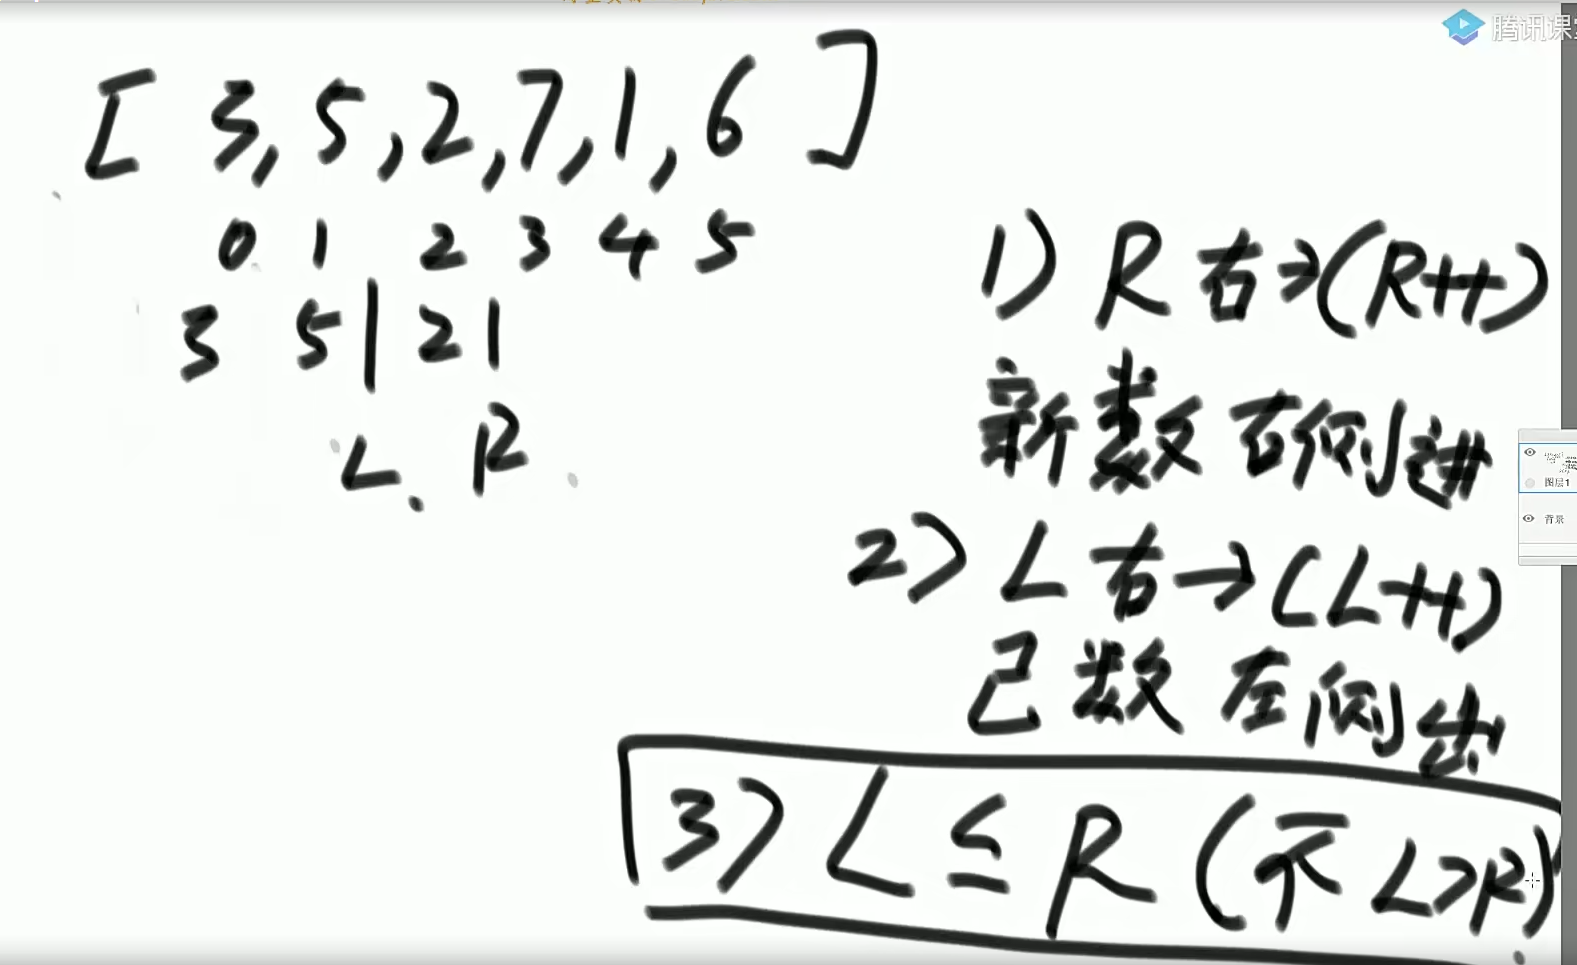 腾讯课堂
[ 3, 5, 2, 7, 1, 6 ]
0 1 2 3 4 5
3 5 | 2 |
L R
1) R 右→(R++)
新数右侧进
2) L 右→(L++)
已数左侧出
3) L ≤ R (不 L>R)
图层1
背景